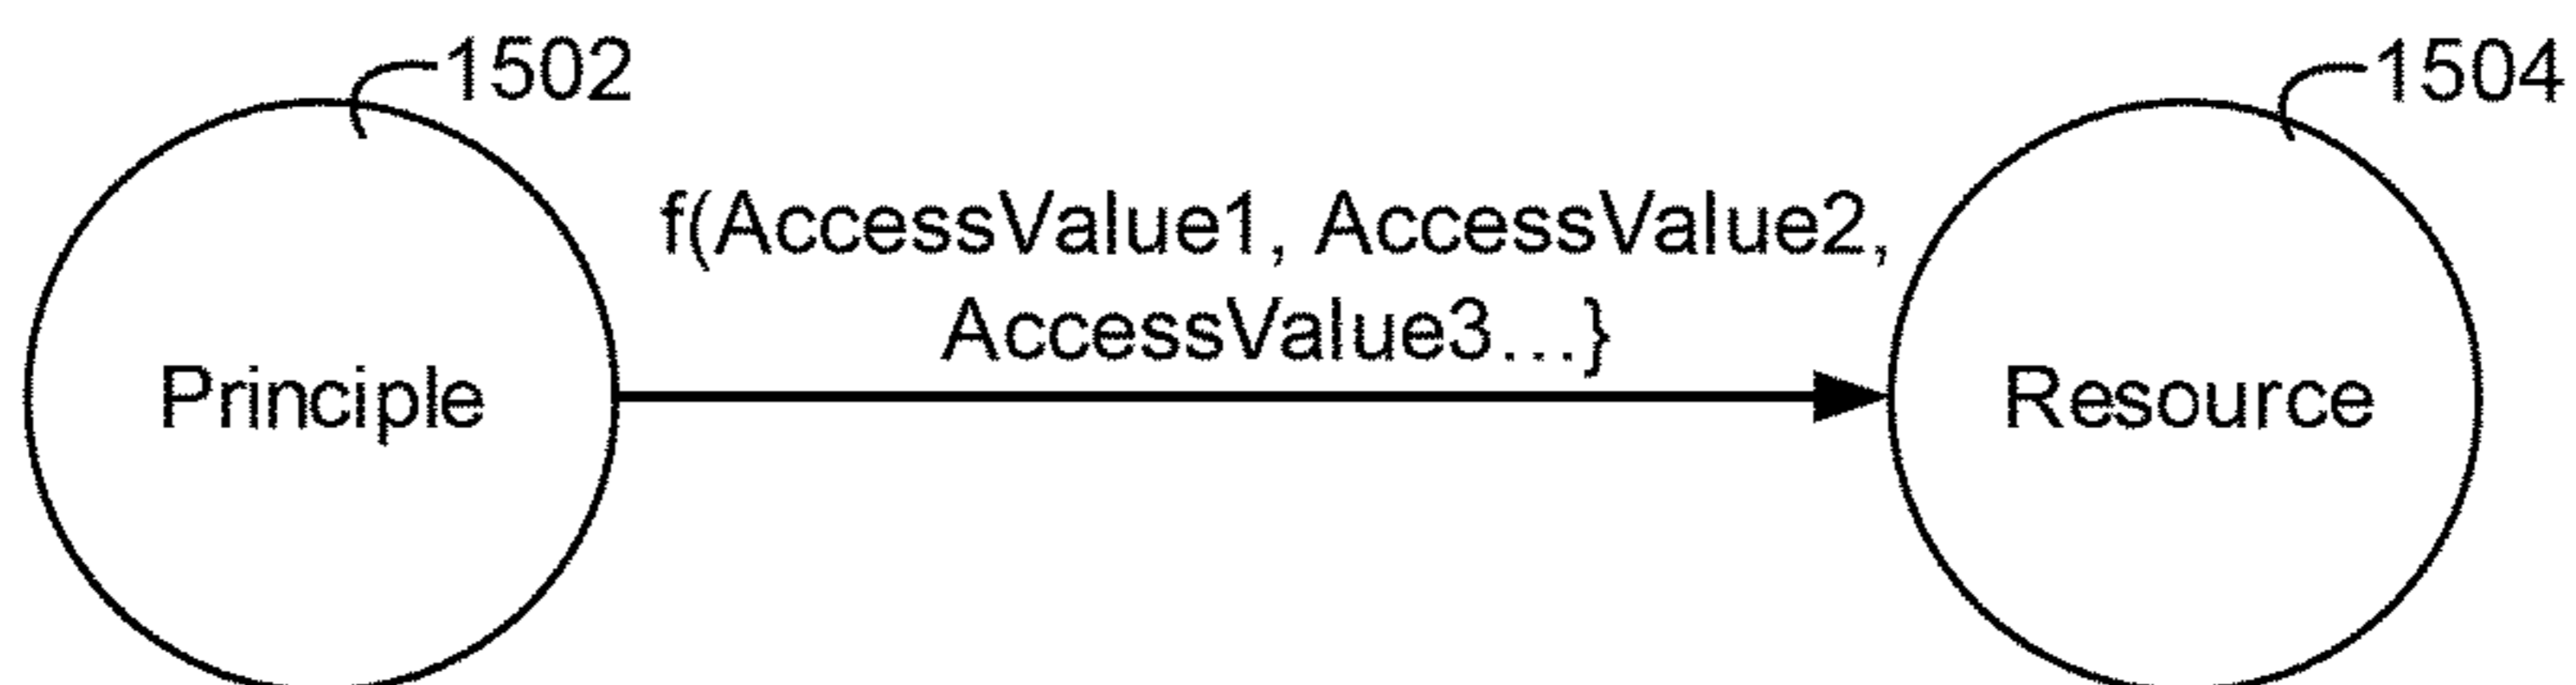 1502
1504
f(AccessValue1, AccessValue2,
AccessValue3...}
Principle
Resource